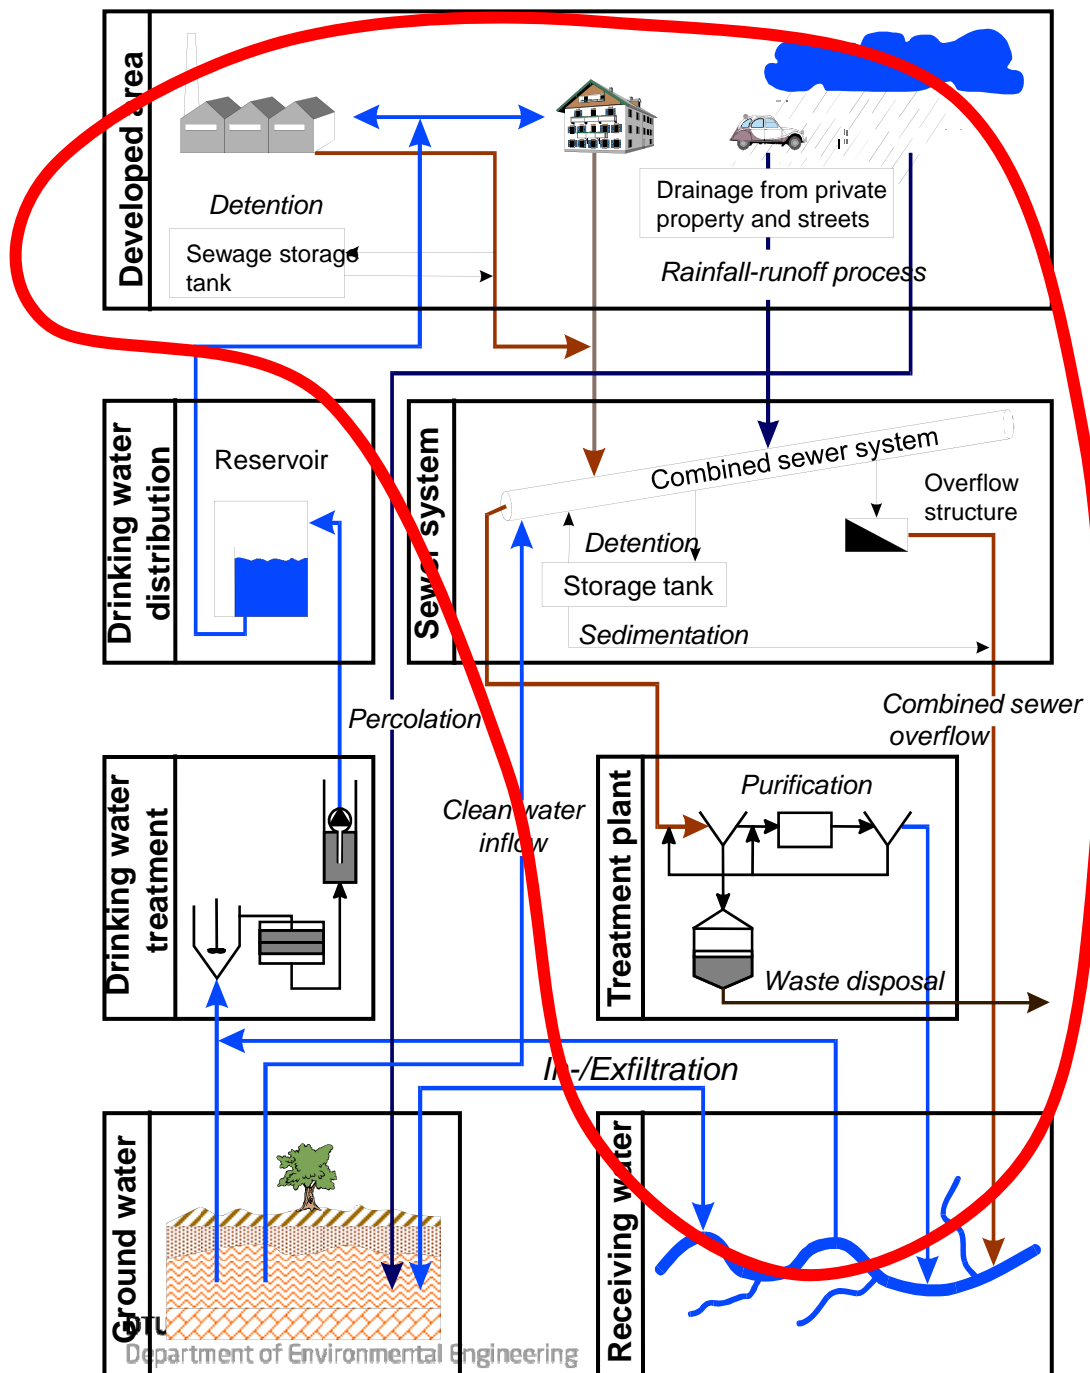 Developed area
Detention
Sewage storage
tank
Drainage from private
property and streets
Rainfall-runoff process
Drinking water
distribution
Reservoir
Sewer system
Combined sewer system
Overflow
structure
Detention
Storage tank
Sedimentation
Percolation
Combined sewer
overflow
Drinking water
treatment
Clean water
inflow
Treatment plant
Purification
Waste disposal
In-/Exfiltration
Ground water
Receiving water
DTU
Department of Environmental Engineering